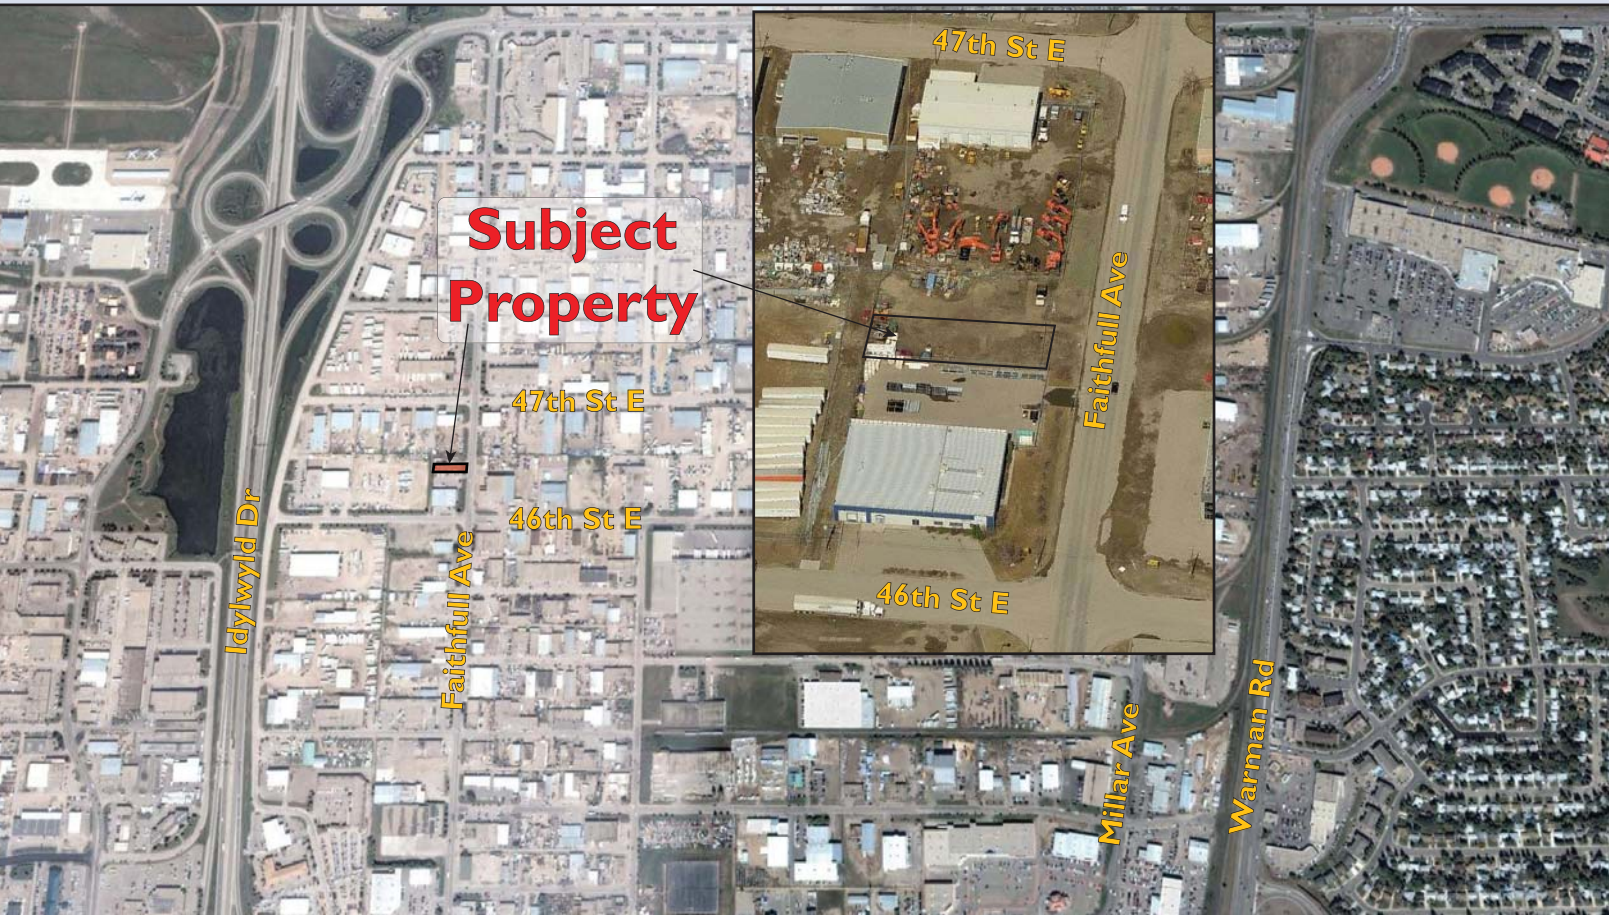 47th St E
Subject
Property
Faithfull Ave
47th St E
46th St E
Idylwyld Dr
Faithfull Ave
46th St E
Millar Ave
Warman Rd